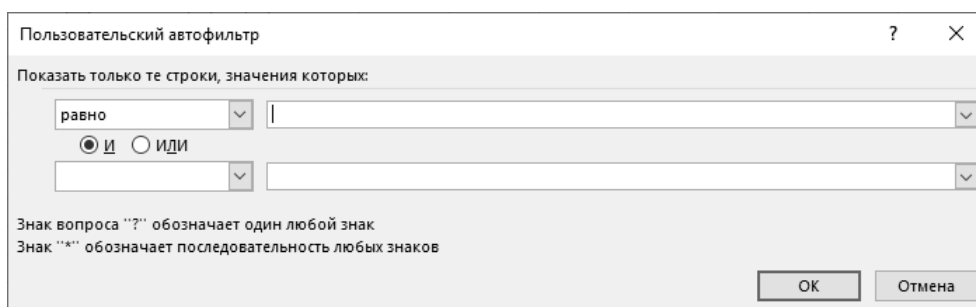 Пользовательский автофильтр ?
Показать только те строки, значения которых:
равно
И ИЛИ
Знак вопроса "?" обозначает один любой знак
Знак "*" обозначает последовательность любых знаков
ОК Отмена